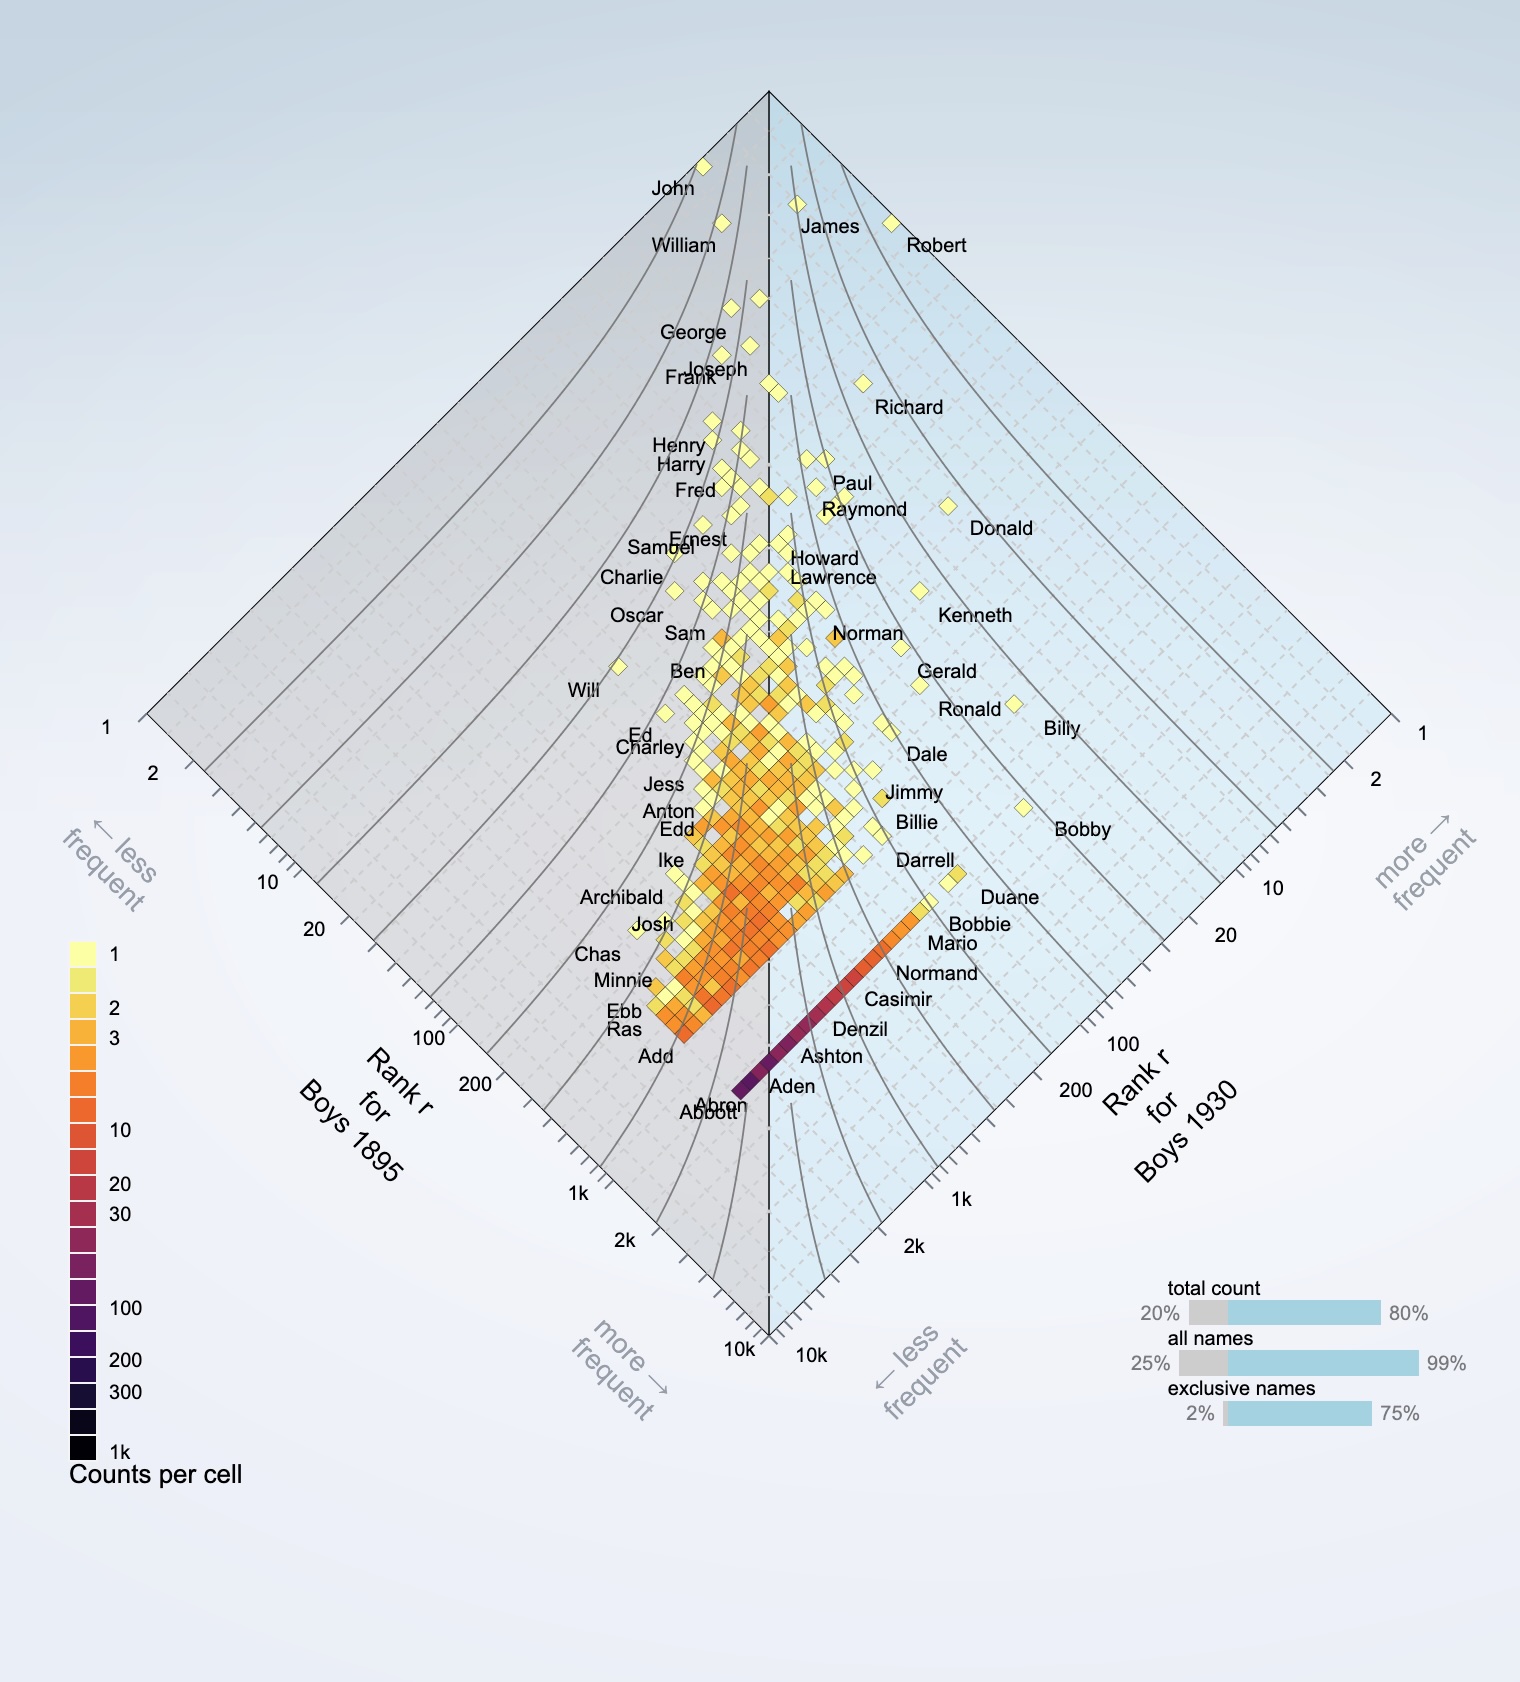 John
James
William
Robert
George
Joseph
Frank
Richard
Henry
Harry
Paul
Fred
Raymond
Donald
Ernest
Samuel
Howard
Charlie
Lawrence
Oscar
Kenneth
Sam
Norman
Ben
Gerald
Will
Ronald
Billy
Ed
Charley
Dale
Jess
Jimmy
Anton
Billie
Edd
Bobby
Ike
Darrell
Archibald
Duane
Josh
Bobbie
Mario
Chas
Normand
Minnie
Casimir
Ebb
Ras
Denzil
Add
Ashton
Aden
Abron
Abbott
1
2
10
20
100
200
1k
2k
10k
← less
frequent
Rank r
for
Boys 1895
more →
frequent
1
2
10
20
100
200
1k
2k
10k
more →
frequent
Rank r
for
Boys 1930
← less
frequent
1
2
3
10
20
30
100
200
300
1k
Counts per cell
total count
20% 80%
all names
25% 99%
exclusive names
2% 75%